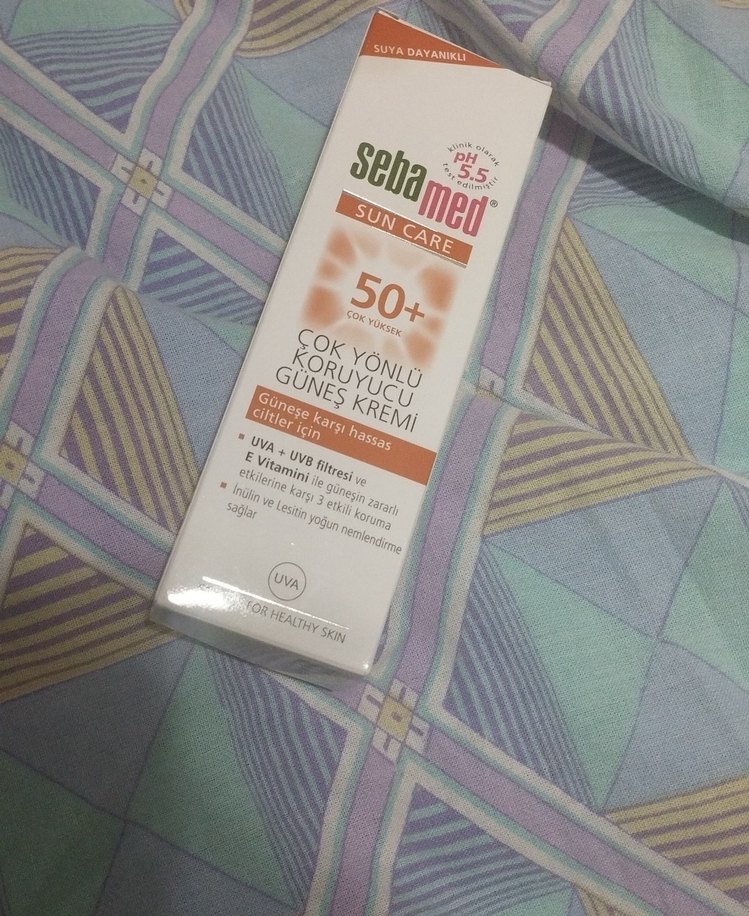 SUYA DAYANIKLI
klinik olarak
pH
5.5
test edilmiştir
sebamed®
SUN CARE
50+
ÇOK YÜKSEK
ÇOK YÖNLÜ
KORUYUCU
GÜNEŞ KREMİ
Güneşe karşı hassas
ciltler için
▪ UVA + UVB filtresi ve
E Vitamini ile güneşin zararlı
etkilerine karşı 3 etkili koruma
▪ İnülin ve Lesitin yoğun nemlendirme
sağlar
UVA
FOR HEALTHY SKIN